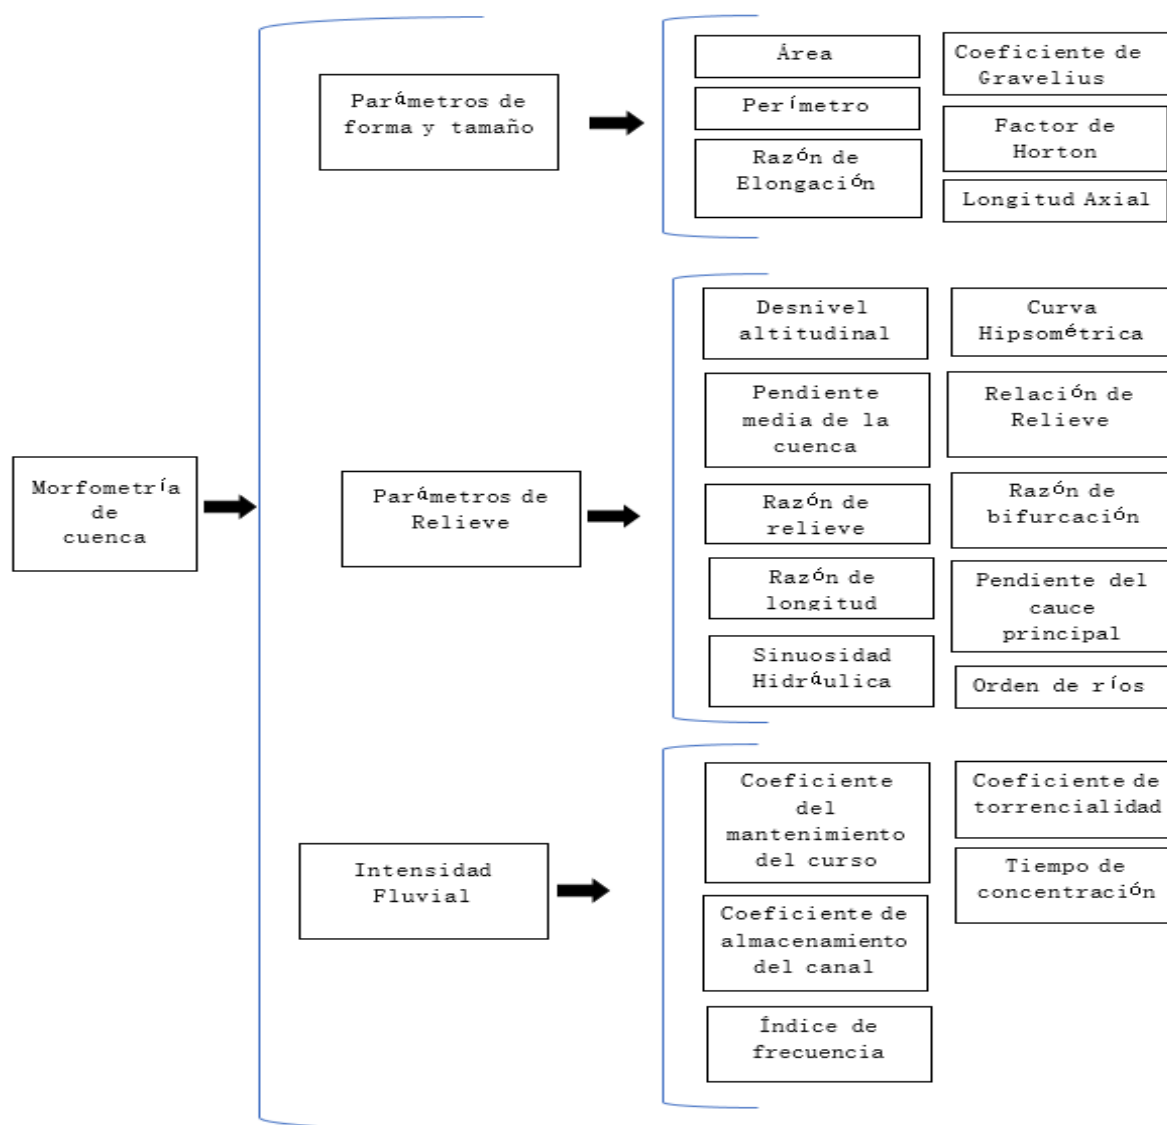 Morfometría
de
cuenca
Parámetros de
forma y tamaño
Área
Perímetro
Razón de
Elongación
Coeficiente de
Gravelius
Factor de
Horton
Longitud Axial
Parámetros de
Relieve
Desnivel
altitudinal
Pendiente
media de la
cuenca
Razón de
relieve
Razón de
longitud
Sinuosidad
Hidráulica
Curva
Hipsométrica
Relación de
Relieve
Razón de
bifurcación
Pendiente del
cauce
principal
Orden de ríos
Intensidad
Fluvial
Coeficiente
del
mantenimiento
del curso
Coeficiente de
almacenamiento
del canal
Índice de
frecuencia
Coeficiente de
torrencialidad
Tiempo de
concentración